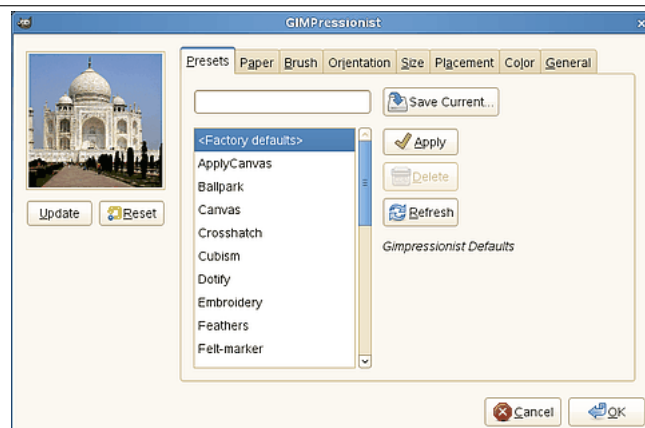 GIMPressionist
Presets Paper Brush Orientation Size Placement Color General
Save Current...
<Factory defaults>
Apply
ApplyCanvas
Ballpark
Delete
Canvas
Refresh
Crosshatch
Cubism
Gimpressionist Defaults
Dotify
Embroidery
Feathers
Felt-marker
Update Reset
Cancel OK